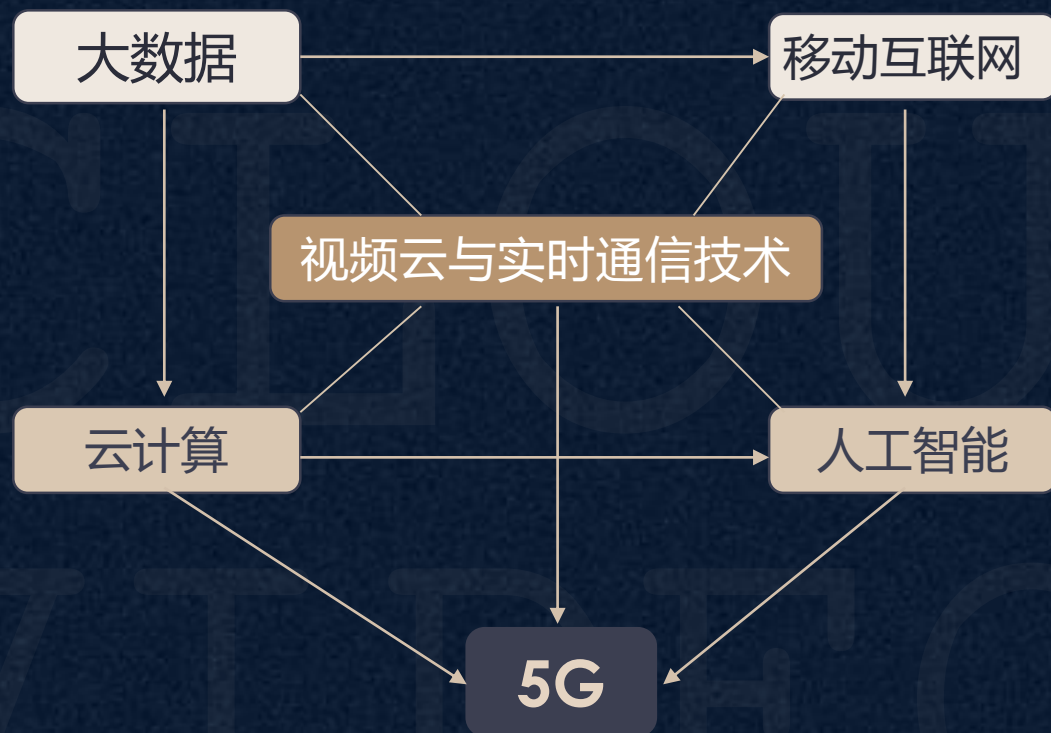 大数据
移动互联网
视频云与实时通信技术
云计算
人工智能
5G